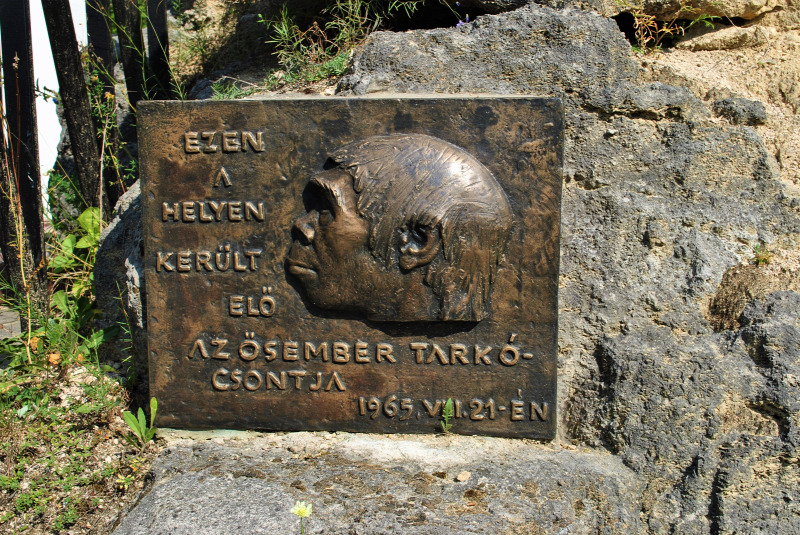 EZEN
A
HELYEN
KERÜLT
ELŐ
AZ ŐSEMBER TARKÓ-
CSONTJA
1965. VIII. 21-ÉN